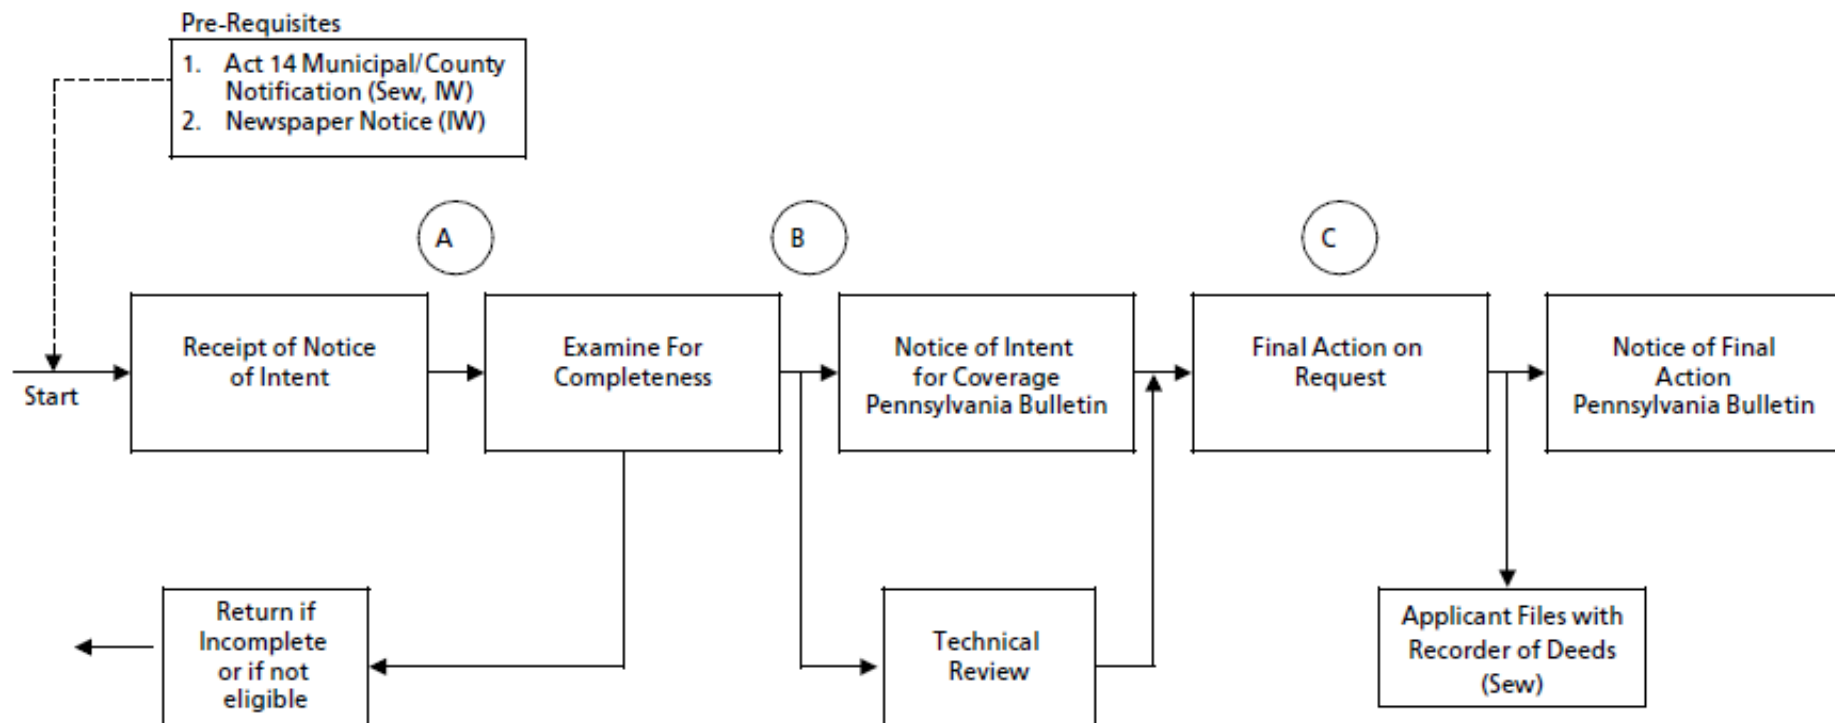 Pre-Requisites
1. Act 14 Municipal/County
Notification (Sew, IW)
2. Newspaper Notice (IW)
A
B
C
Start
Receipt of Notice
of Intent
Examine For
Completeness
Notice of Intent
for Coverage
Pennsylvania Bulletin
Final Action on
Request
Notice of Final
Action
Pennsylvania Bulletin
Return if
Incomplete
or if not
eligible
Technical
Review
Applicant Files with
Recorder of Deeds
(Sew)